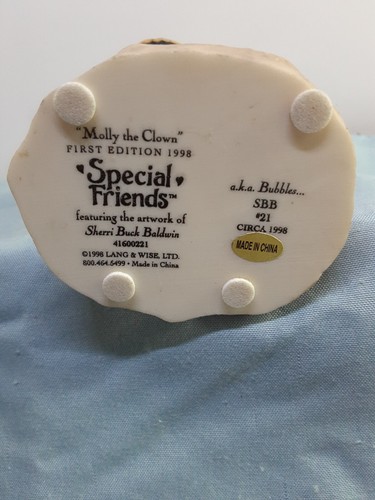 "Molly the Clown"
FIRST EDITION 1998
Special
Friends™
featuring the artwork of
Sherri Buck Baldwin
41600221
©1998 LANG & WISE, LTD.
800.464.5499 • Made in China
a.k.a. Bubbles...
SBB
#21
CIRCA 1998
MADE IN CHINA